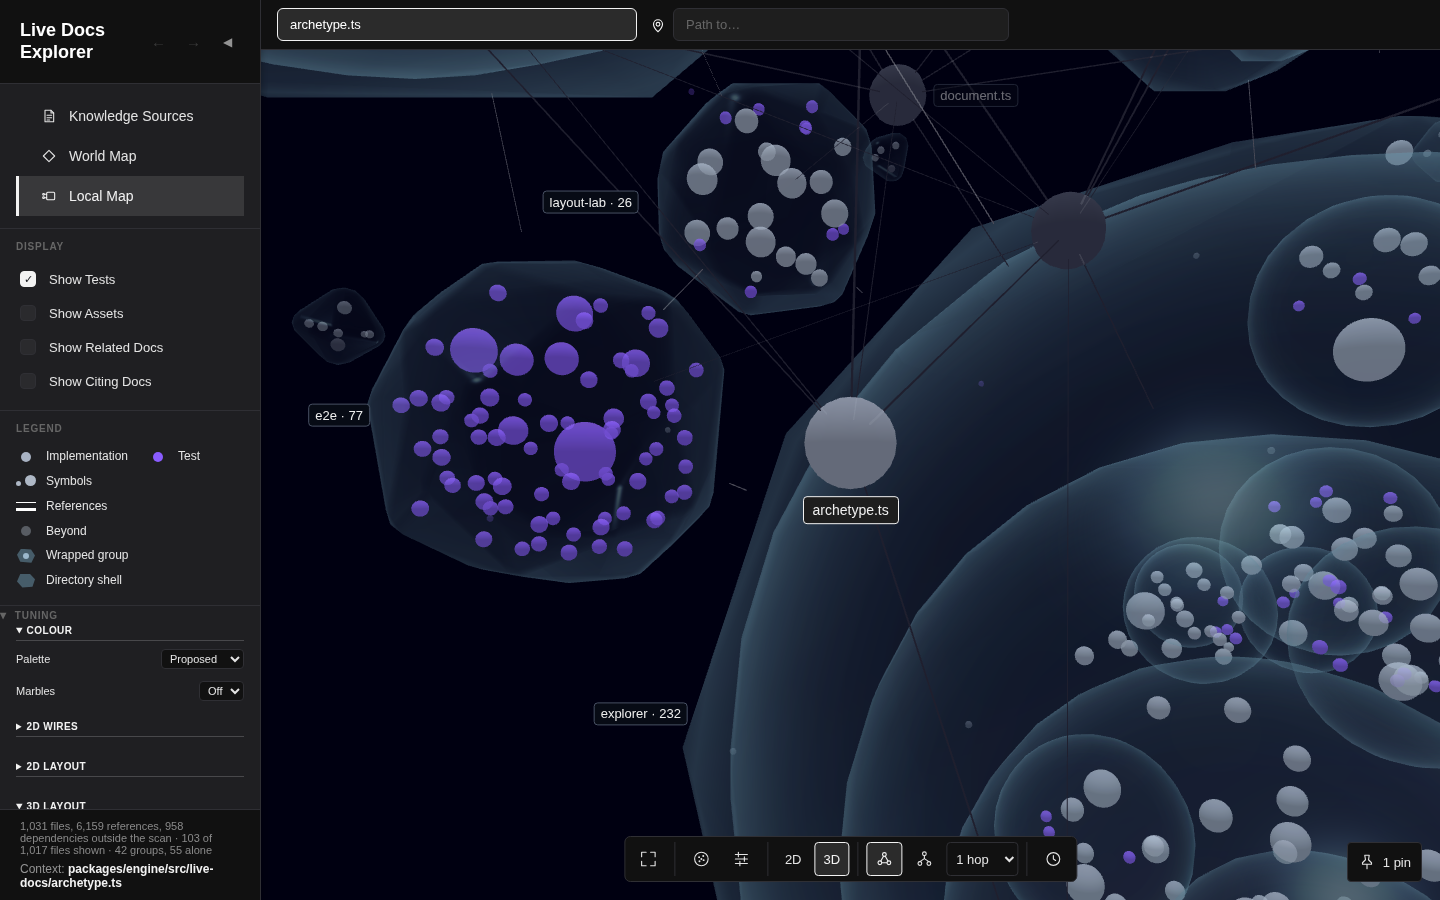 Live Docs
Explorer
archetype.ts
Path to…
Knowledge Sources
World Map
Local Map
DISPLAY
✓ Show Tests
Show Assets
Show Related Docs
Show Citing Docs
LEGEND
Implementation Test
Symbols
References
Beyond
Wrapped group
Directory shell
TUNING
COLOUR
Palette Proposed
Marbles Off
2D WIRES
2D LAYOUT
3D LAYOUT
1,031 files, 6,159 references, 958
dependencies outside the scan · 103 of
1,017 files shown · 42 groups, 55 alone
Context: packages/engine/src/live-
docs/archetype.ts
document.ts
layout-lab · 26
e2e · 77
archetype.ts
explorer · 232
2D 3D 1 hop
1 pin